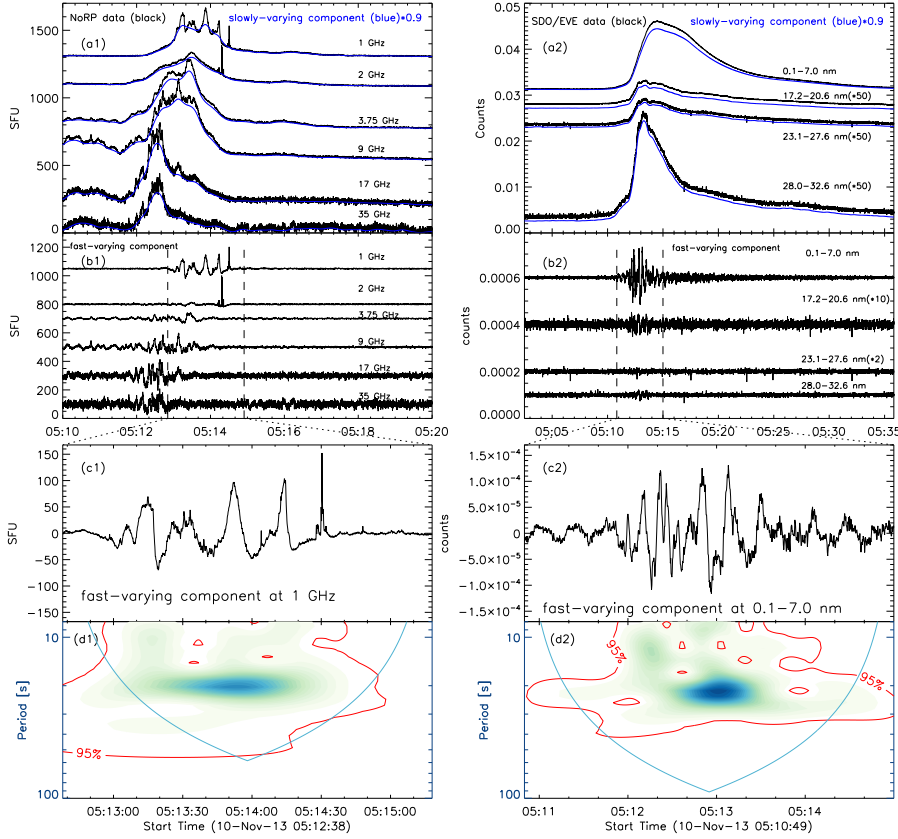 NoRP data (black) slowly-varying component (blue)*0.9
(a1)
1 GHz
2 GHz
3.75 GHz
9 GHz
17 GHz
35 GHz
1500
1000
500
0
SFU
SDO/EVE data (black) slowly-varying component (blue)*0.9
(a2)
0.1-7.0 nm
17.2-20.6 nm(*50)
23.1-27.6 nm(*50)
28.0-32.6 nm(*50)
0.05
0.04
0.03
0.02
0.01
0.00
Counts
fast-varying component
(b1)
1 GHz
2 GHz
3.75 GHz
9 GHz
17 GHz
35 GHz
1200
1000
800
600
400
200
0
SFU
05:10 05:12 05:14 05:16 05:18 05:20
fast-varying component
(b2)
0.1-7.0 nm
17.2-20.6 nm(*10)
23.1-27.6 nm(*2)
28.0-32.6 nm
0.0006
0.0004
0.0002
0.0000
counts
05:05 05:10 05:15 05:20 05:25 05:30 05:35
(c1)
150
100
50
0
-50
-100
-150
SFU
fast-varying component at 1 GHz
(c2)
1.5×10⁻⁴
1.0×10⁻⁴
5.0×10⁻⁵
0
-5.0×10⁻⁵
-1.0×10⁻⁴
-1.5×10⁻⁴
counts
fast-varying component at 0.1-7.0 nm
(d1)
10
100
Period [s]
95%
05:13:00 05:13:30 05:14:00 05:14:30 05:15:00
Start Time (10-Nov-13 05:12:38)
(d2)
10
100
Period [s]
95%
95%
05:11 05:12 05:13 05:14
Start Time (10-Nov-13 05:10:49)